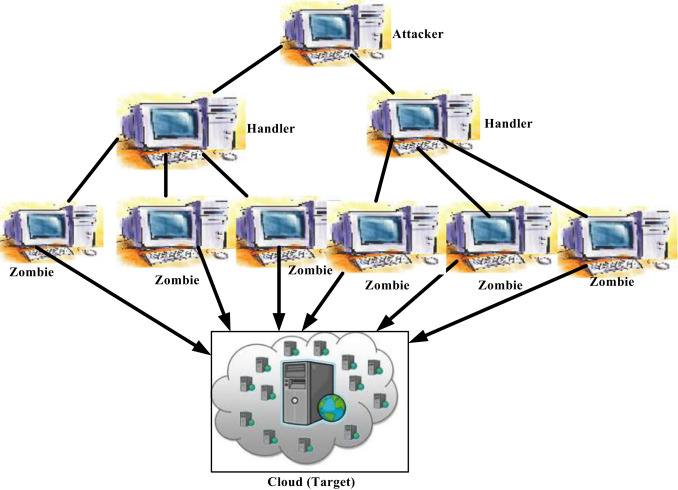 Attacker
Handler
Handler
Zombie
Zombie
Zombie
Zombie
Zombie
Zombie
Cloud (Target)